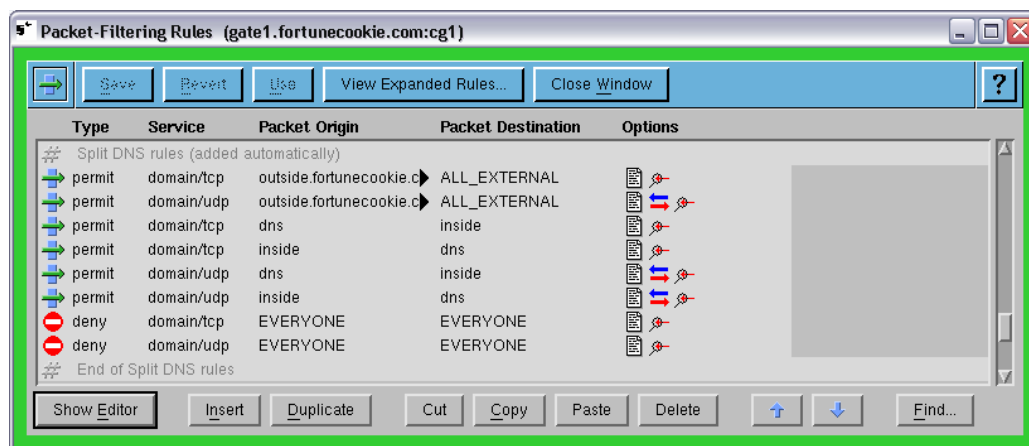 Packet-Filtering Rules (gate1.fortunecookie.com:cg1)
Save Revert Use View Expanded Rules... Close Window ?
Type Service Packet Origin Packet Destination Options
# Split DNS rules (added automatically)
permit domain/tcp outside.fortunecookie.c ALL_EXTERNAL
permit domain/udp outside.fortunecookie.c ALL_EXTERNAL
permit domain/tcp dns inside
permit domain/tcp inside dns
permit domain/udp dns inside
permit domain/udp inside dns
deny domain/tcp EVERYONE EVERYONE
deny domain/udp EVERYONE EVERYONE
# End of Split DNS rules
Show Editor Insert Duplicate Cut Copy Paste Delete Find...